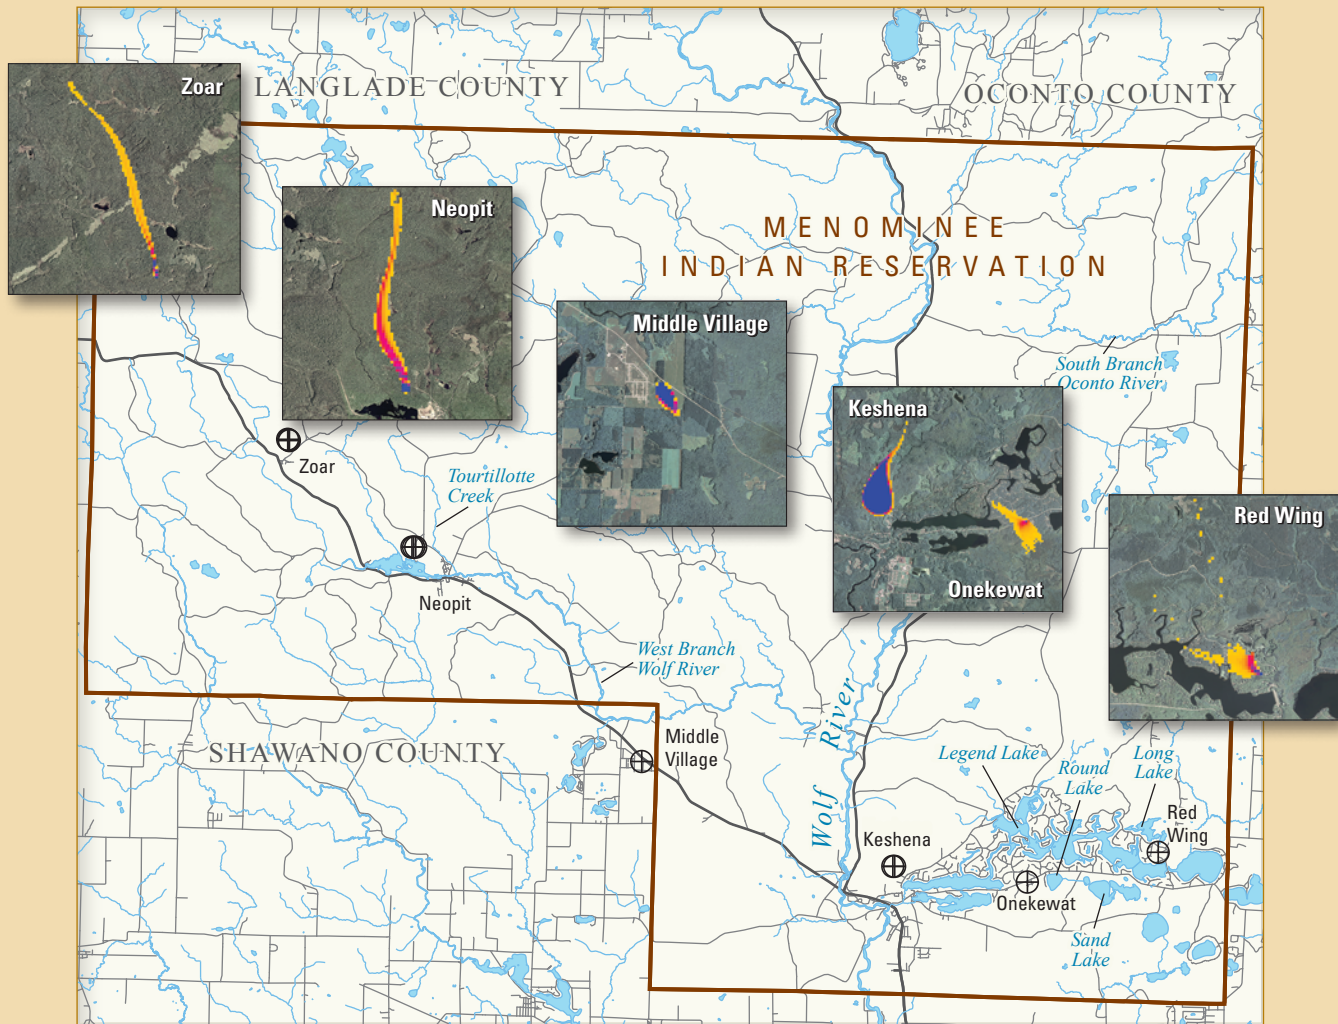 Zoar
LANGLADE COUNTY
OCONTO COUNTY
Neopit
MENOMINEE
INDIAN RESERVATION
Middle Village
South Branch
Oconto River
Keshena
Onekewat
Red Wing
Zoar
Tourtillotte
Creek
Neopit
West Branch
Wolf River
SHAWANO COUNTY
Middle
Village
Wolf River
Legend Lake
Round
Lake
Long
Lake
Red
Wing
Keshena
Onekewat
Sand
Lake